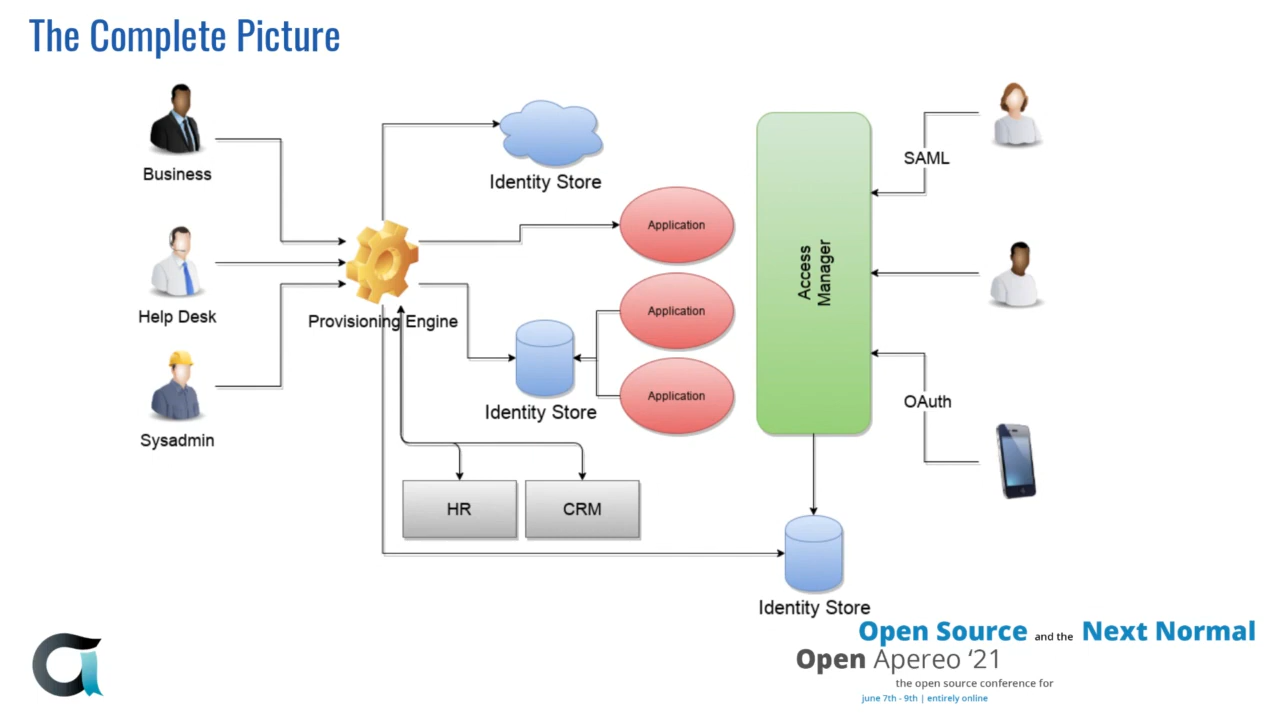 The Complete Picture
Business
Help Desk
Sysadmin
Provisioning Engine
Identity Store
Application
Application
Application
Identity Store
HR
CRM
Access
Manager
Identity Store
SAML
OAuth
Open Source and the Next Normal
Open Apereo ‘21
the open source conference for
june 7th - 9th | entirely online